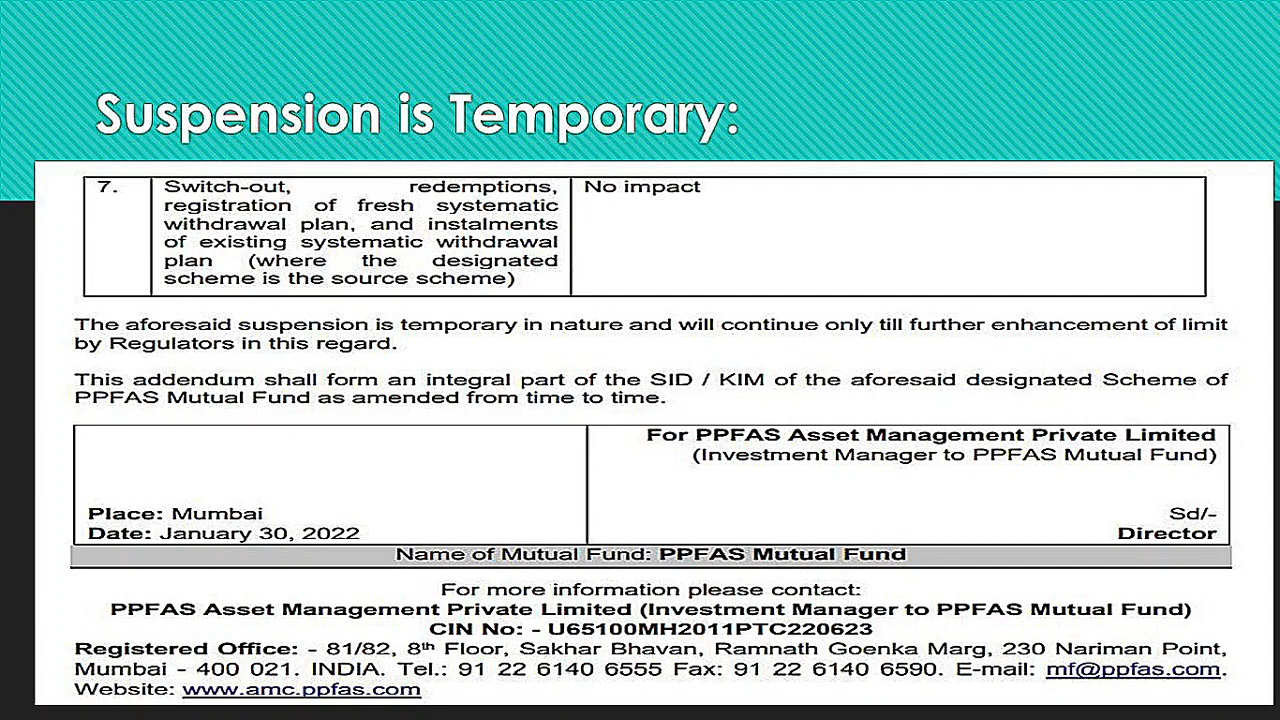 Suspension is Temporary:
7. Switch-out, redemptions, No impact
registration of fresh systematic
withdrawal plan, and instalments
of existing systematic withdrawal
plan (where the designated
scheme is the source scheme)
The aforesaid suspension is temporary in nature and will continue only till further enhancement of limit
by Regulators in this regard.
This addendum shall form an integral part of the SID / KIM of the aforesaid designated Scheme of
PPFAS Mutual Fund as amended from time to time.
For PPFAS Asset Management Private Limited
(Investment Manager to PPFAS Mutual Fund)
Place: Mumbai Sd/-
Date: January 30, 2022 Director
Name of Mutual Fund: PPFAS Mutual Fund
For more information please contact:
PPFAS Asset Management Private Limited (Investment Manager to PPFAS Mutual Fund)
CIN No: - U65100MH2011PTC220623
Registered Office: - 81/82, 8th Floor, Sakhar Bhavan, Ramnath Goenka Marg, 230 Nariman Point,
Mumbai - 400 021. INDIA. Tel.: 91 22 6140 6555 Fax: 91 22 6140 6590. E-mail: mf@ppfas.com.
Website: www.amc.ppfas.com